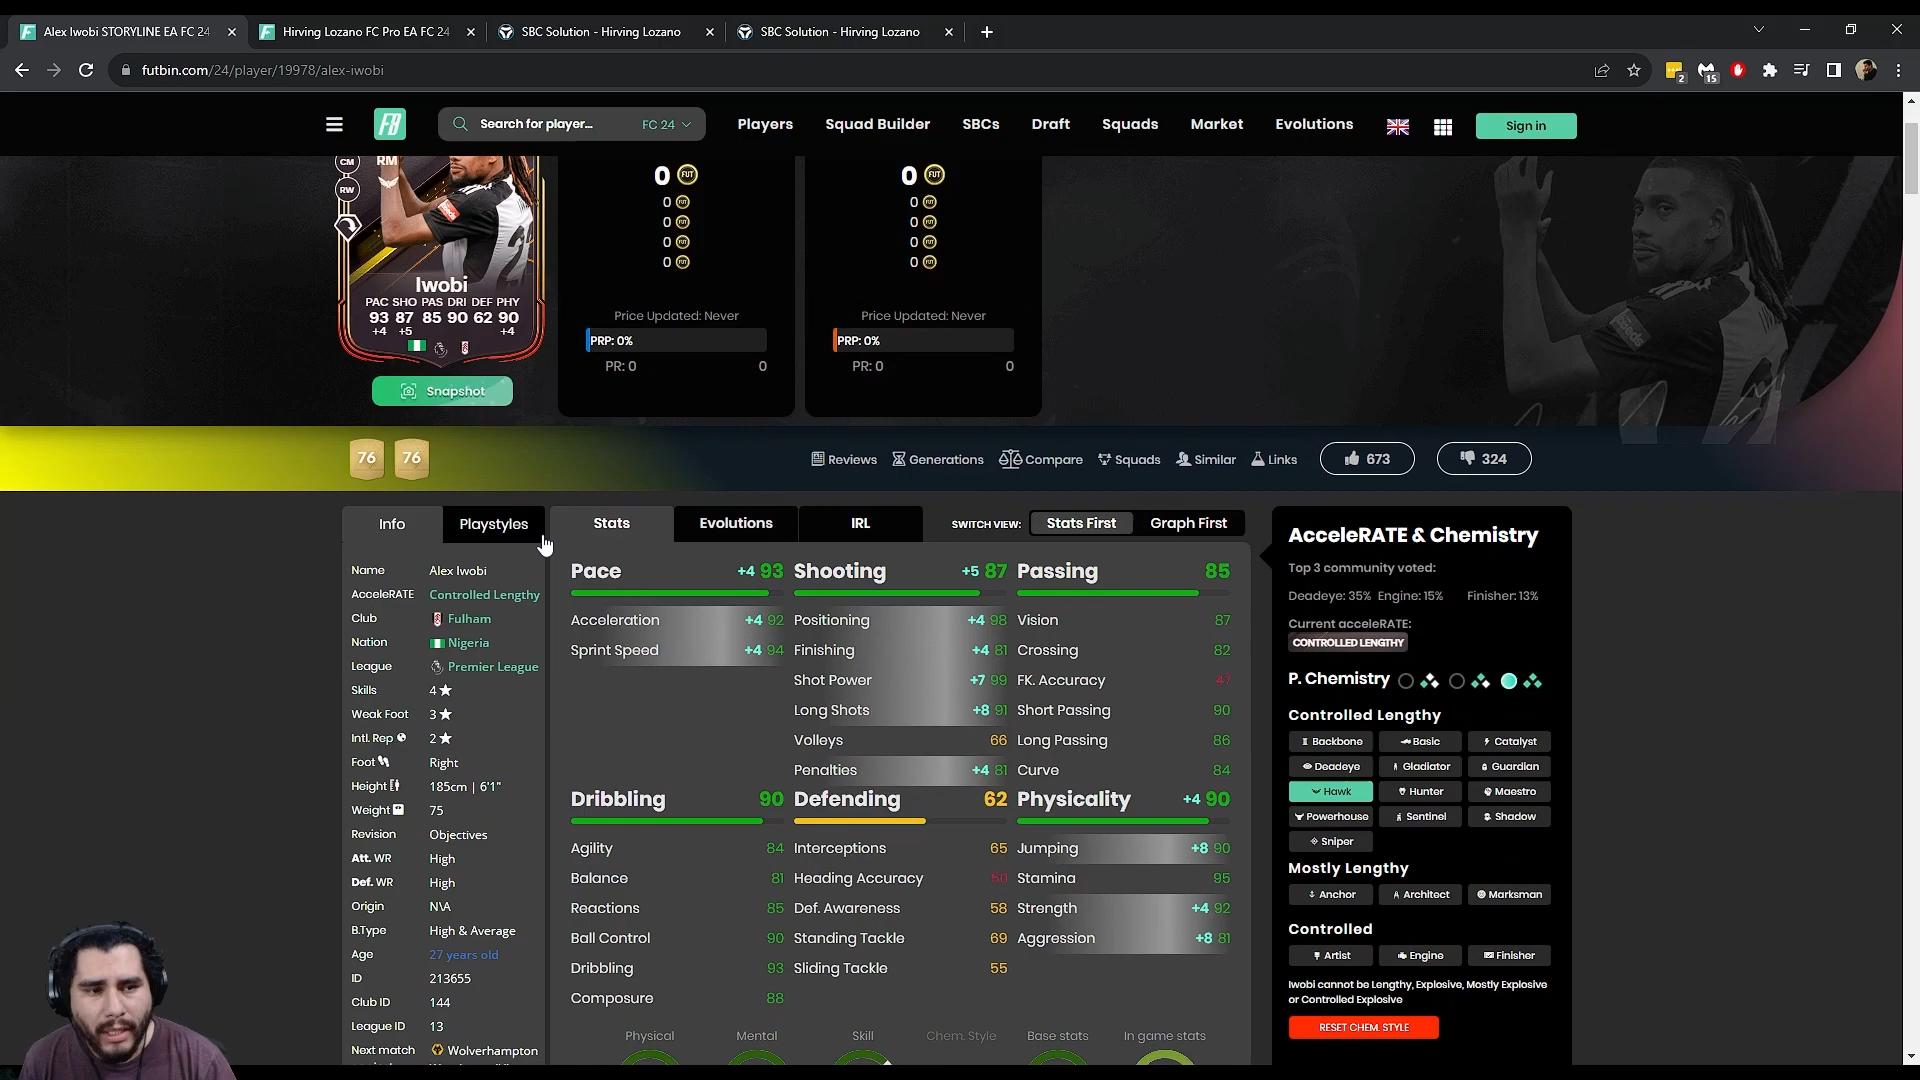 Alex Iwobi STORYLINE EA FC 24
Hirving Lozano FC Pro EA FC 24
SBC Solution - Hirving Lozano
SBC Solution - Hirving Lozano
futbin.com/24/player/19978/alex-iwobi
2
15
FB
Search for player...
FC 24
Players
Squad Builder
SBCs
Draft
Squads
Market
Evolutions
Sign in
CM
RM
RW
Iwobi
PAC SHO PAS DRI DEF PHY
93 87 85 90 62 90
+4 +5 +4
Snapshot
0 FUT
0
0
0
0
Price Updated: Never
PRP: 0%
PR: 0 0
0 FUT
0
0
0
0
Price Updated: Never
PRP: 0%
PR: 0 0
76 76
Reviews Generations Compare Squads Similar Links 673 324
Info Playstyles
Name Alex Iwobi
AcceleRATE Controlled Lengthy
Club Fulham
Nation Nigeria
League Premier League
Skills 4
Weak Foot 3
Intl. Rep 2
Foot Right
Height 185cm | 6'1"
Weight 75
Revision Objectives
Att. WR High
Def. WR High
Origin N\A
B.Type High & Average
Age 27 years old
ID 213655
Club ID 144
League ID 13
Next match Wolverhampton
Stats Evolutions IRL SWITCH VIEW: Stats First Graph First
Pace +4 93
Acceleration +4 92
Sprint Speed +4 94
Shooting +5 87
Positioning +4 98
Finishing +4 81
Shot Power +7 99
Long Shots +8 91
Volleys 66
Penalties +4 81
Passing 85
Vision 87
Crossing 82
FK. Accuracy 47
Short Passing 90
Long Passing 86
Curve 84
Dribbling 90
Agility 84
Balance 81
Reactions 85
Ball Control 90
Dribbling 93
Composure 88
Defending 62
Interceptions 65
Heading Accuracy 50
Def. Awareness 58
Standing Tackle 69
Sliding Tackle 55
Physicality +4 90
Jumping +8 90
Stamina 95
Strength +4 92
Aggression +8 81
Physical Mental Skill Chem. Style Base stats In game stats
AcceleRATE & Chemistry
Top 3 community voted:
Deadeye: 35% Engine: 15% Finisher: 13%
Current acceleRATE:
CONTROLLED LENGTHY
P. Chemistry
Controlled Lengthy
Backbone Basic Catalyst
Deadeye Gladiator Guardian
Hawk Hunter Maestro
Powerhouse Sentinel Shadow
Sniper
Mostly Lengthy
Anchor Architect Marksman
Controlled
Artist Engine Finisher
Iwobi cannot be Lengthy, Explosive, Mostly Explosive
or Controlled Explosive
RESET CHEM. STYLE